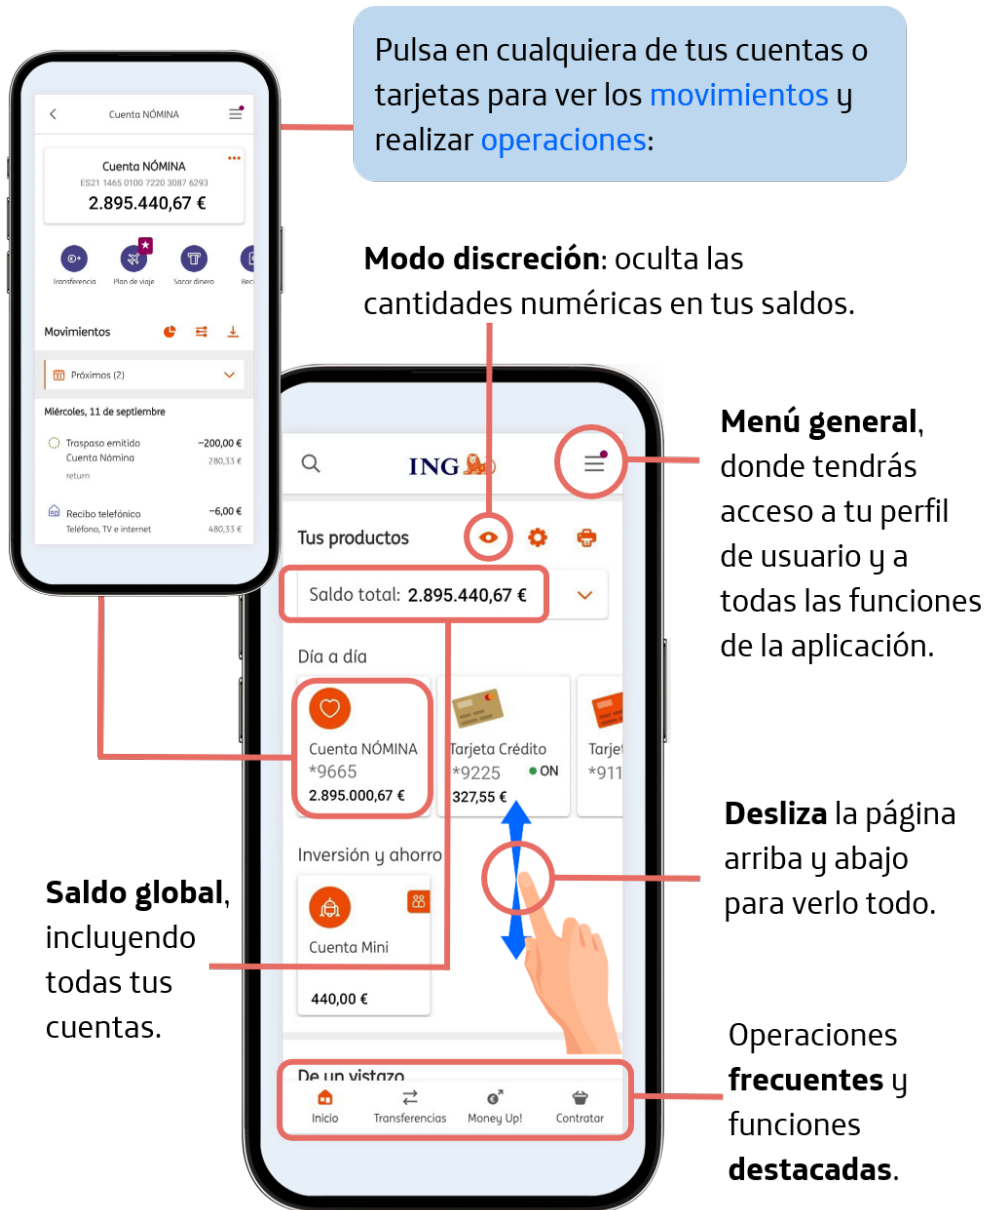 Pulsa en cualquiera de tus cuentas o
tarjetas para ver los movimientos y
realizar operaciones:
Cuenta NÓMINA
Cuenta NÓMINA
ES21 1465 0100 7220 3087 6293
2.895.440,67 €
Transferencia
Plan de viaje
Sacar dinero
Movimientos
Próximos (2)
Miércoles, 11 de septiembre
Traspaso emitido −200,00 €
Cuenta Nómina 280,33 €
return
Recibo telefónico −6,00 €
Teléfono, TV e internet 480,33 €
Modo discreción: oculta las
cantidades numéricas en tus saldos.
ING
Menú general,
donde tendrás
acceso a tu perfil
de usuario y a
todas las funciones
de la aplicación.
Tus productos
Saldo total: 2.895.440,67 €
Día a día
Cuenta NÓMINA
*9665
2.895.000,67 €
Tarjeta Crédito
*9225 ON
327,55 €
Tarjet
*911
Desliza la página
arriba y abajo
para verlo todo.
Inversión y ahorro
Cuenta Mini
440,00 €
Saldo global,
incluyendo
todas tus
cuentas.
De un vistazo
Inicio
Transferencias
Money Up!
Contratar
Operaciones
frecuentes y
funciones
destacadas.